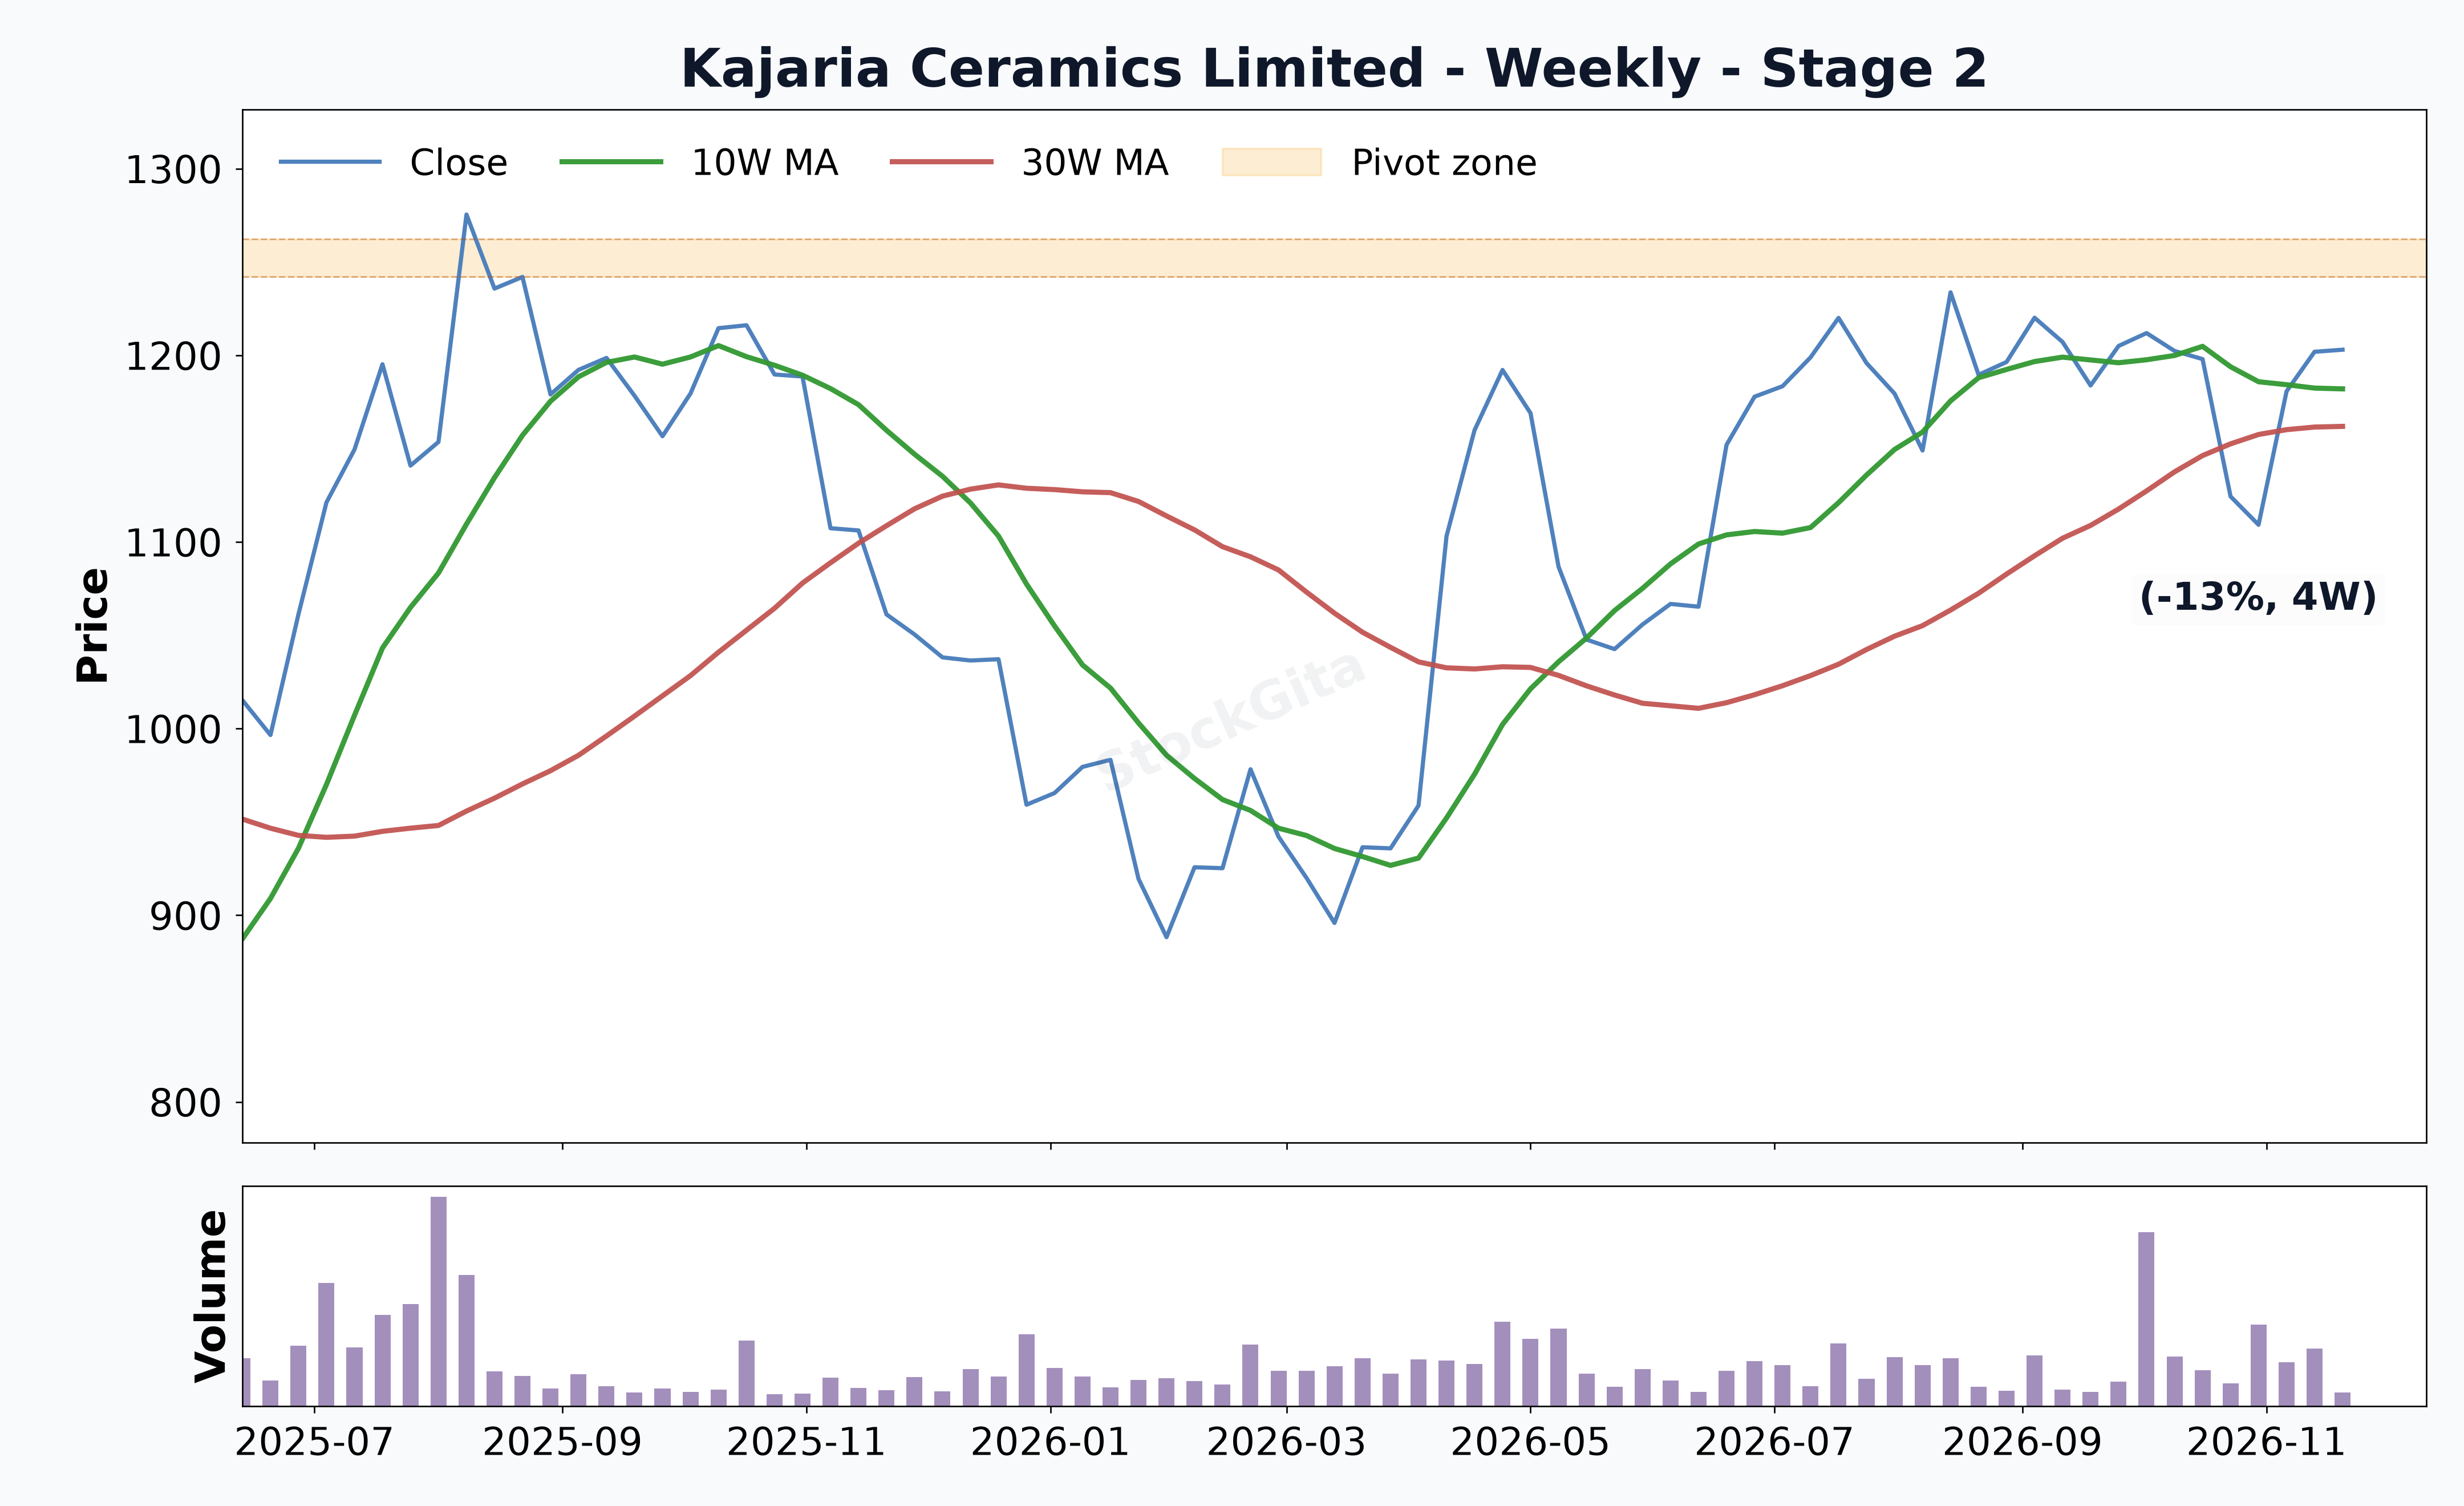 Kajaria Ceramics Limited - Weekly - Stage 2
Close
10W MA
30W MA
Pivot zone
1300
1200
1100
1000
900
800
Price
(-13%, 4W)
StockGita
Volume
2025-07
2025-09
2025-11
2026-01
2026-03
2026-05
2026-07
2026-09
2026-11